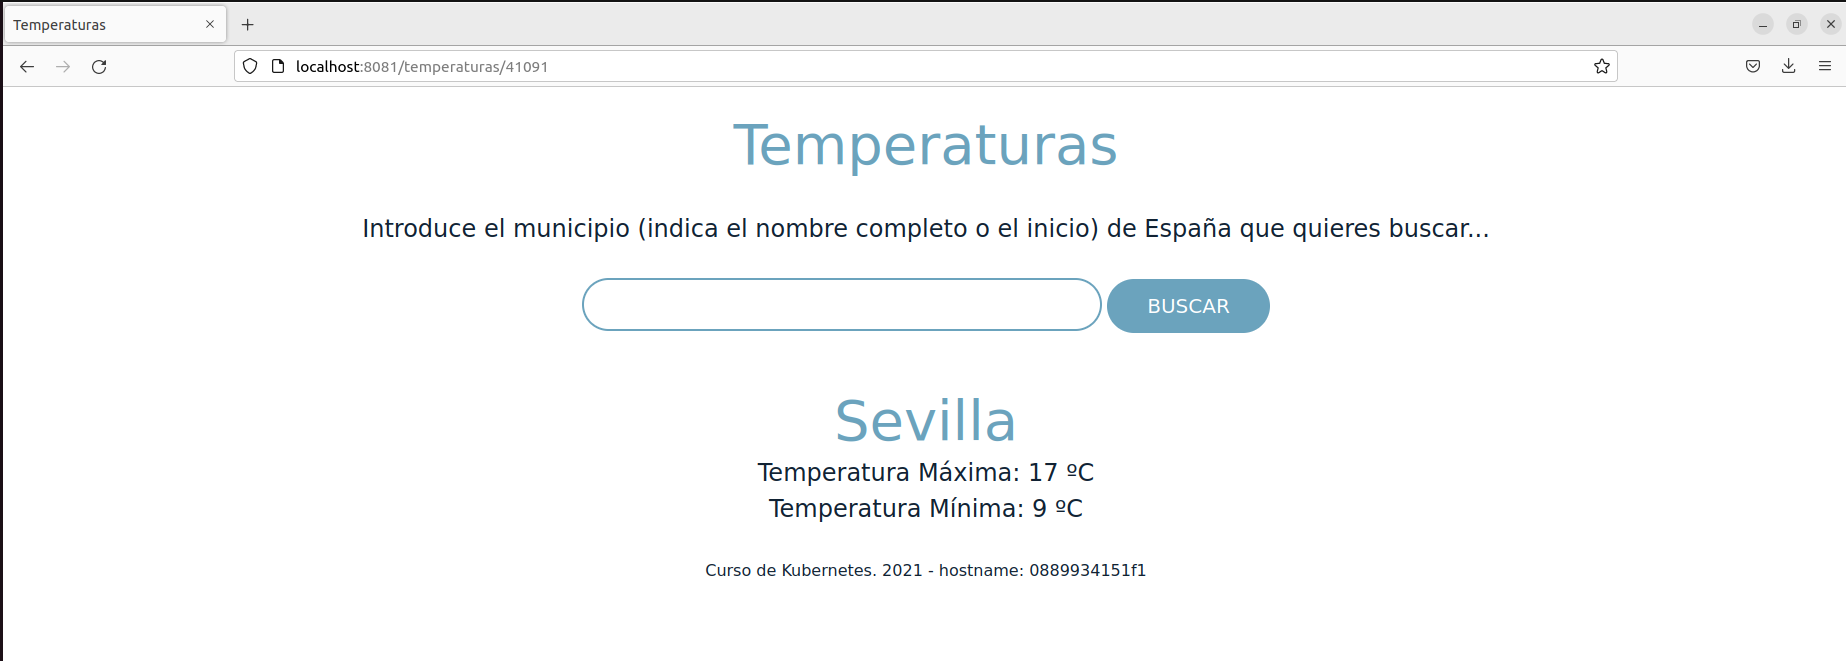 Temperaturas
localhost:8081/temperaturas/41091
Temperaturas
Introduce el municipio (indica el nombre completo o el inicio) de España que quieres buscar...
BUSCAR
Sevilla
Temperatura Máxima: 17 ºC
Temperatura Mínima: 9 ºC
Curso de Kubernetes. 2021 - hostname: 0889934151f1